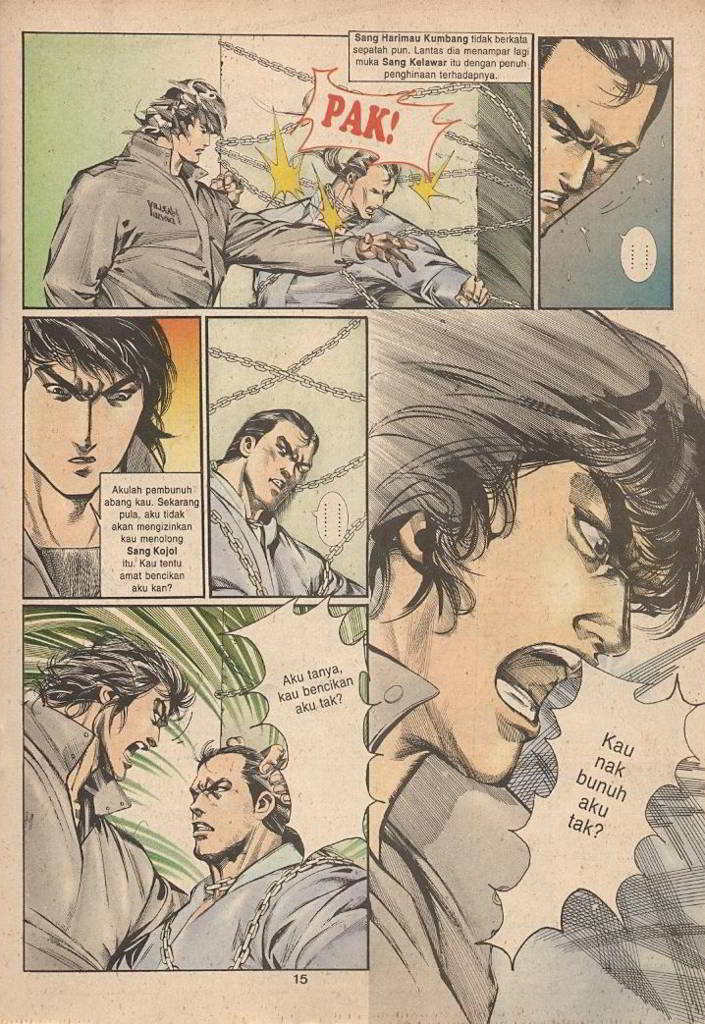 Sang Harimau Kumbang tidak berkata
sepatah pun. Lantas dia menampar lagi
muka Sang Kelawar itu dengan penuh
penghinaan terhadapnya.
PAK!
Akulah pembunuh
abang kau. Sekarang
pula, aku tidak
akan mengizinkan
kau menolong
Sang Kojol
itu. Kau tentu
amat bencikan
aku kan?
Aku tanya,
kau bencikan
aku tak?
Kau
nak
bunuh
aku
tak?
15